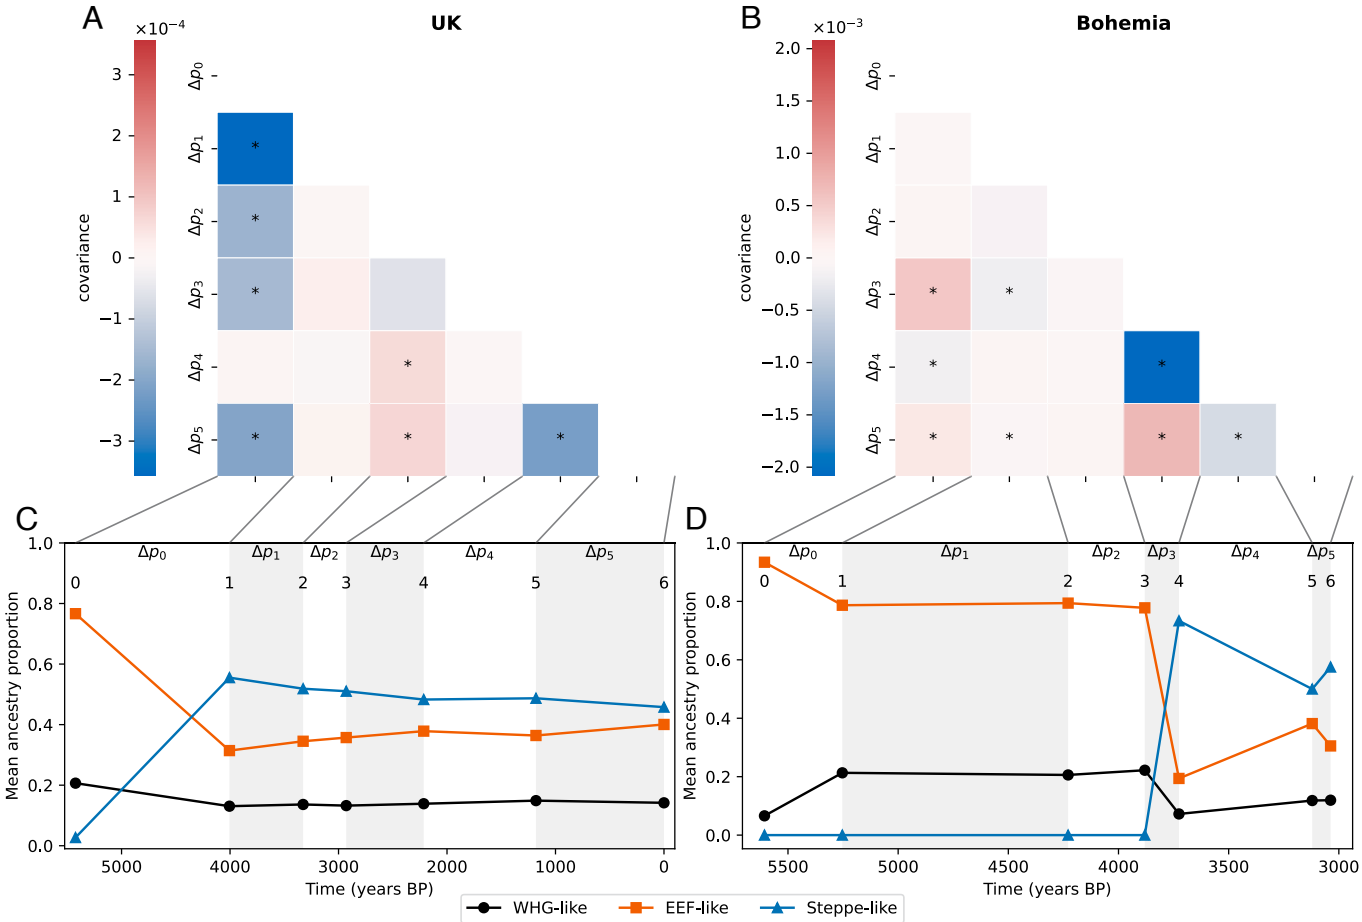 A
UK
×10⁻⁴
3
2
1
0
−1
−2
−3
covariance
Δp₀
Δp₁
Δp₂
Δp₃
Δp₄
Δp₅
*
*
*
*
* * *
B
Bohemia
×10⁻³
2.0
1.5
1.0
0.5
0.0
−0.5
−1.0
−1.5
−2.0
covariance
Δp₀
Δp₁
Δp₂
Δp₃
Δp₄
Δp₅
* *
* *
* * * *
C
Δp₀ Δp₁ Δp₂ Δp₃ Δp₄ Δp₅
0 1 2 3 4 5 6
1.0
0.8
0.6
0.4
0.2
0.0
Mean ancestry proportion
5000 4000 3000 2000 1000 0
Time (years BP)
D
Δp₀ Δp₁ Δp₂ Δp₃ Δp₄ Δp₅
0 1 2 3 4 5 6
1.0
0.8
0.6
0.4
0.2
0.0
Mean ancestry proportion
5500 5000 4500 4000 3500 3000
Time (years BP)
WHG-like EEF-like Steppe-like